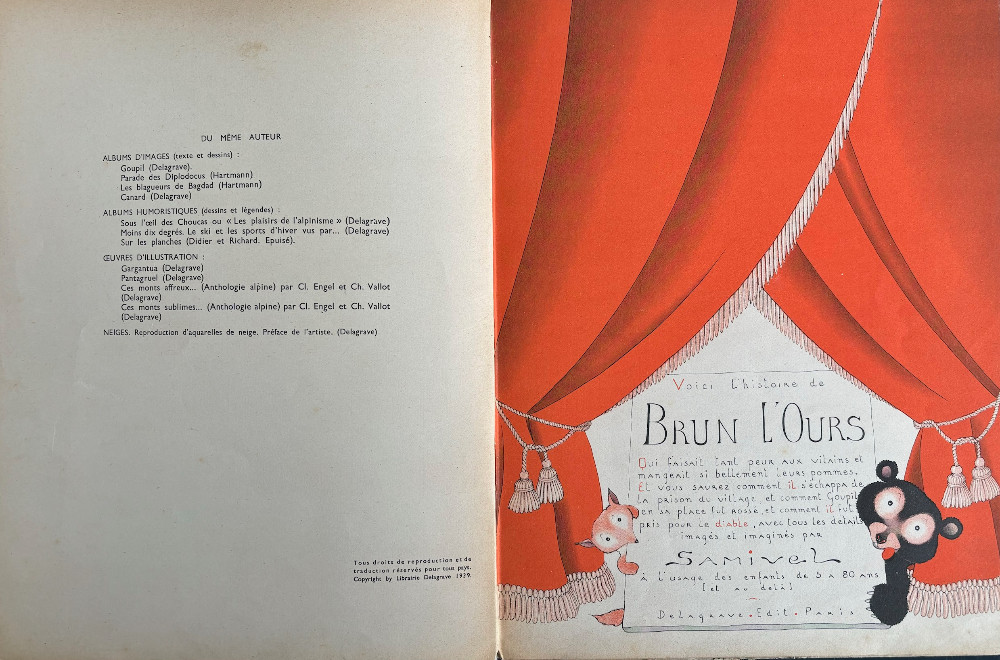 DU MÊME AUTEUR
ALBUMS D'IMAGES (texte et dessins) :
Goupil (Delagrave).
Parade des Diplodocus (Hartmann)
Les blagueurs de Bagdad (Hartmann)
Canard (Delagrave)
ALBUMS HUMORISTIQUES (dessins et légendes) :
Sous l'œil des Choucas ou « Les plaisirs de l'alpinisme » (Delagrave)
Moins dix degrés. Le ski et les sports d'hiver vus par... (Delagrave)
Sur les planches (Didier et Richard. Epuisé).
ŒUVRES D'ILLUSTRATION :
Gargantua (Delagrave)
Pantagruel (Delagrave)
Ces monts affreux... (Anthologie alpine) par Cl. Engel et Ch. Vallot
(Delagrave)
Ces monts sublimes... (Anthologie alpine) par Cl. Engel et Ch. Vallot
(Delagrave)
NEIGES. Reproduction d'aquarelles de neige. Préface de l'artiste. (Delagrave)
Tous droits de reproduction et de
traduction réservés pour tous pays.
Copyright by Librairie Delagrave 1939.
Voici l'histoire de
BRUN L'OURS
Qui faisait tant peur aux vilains et
mangeait si bellement leurs pommes.
Et vous saurez comment il s'échappa de
la prison du village, et comment Goupil
en sa place fut rossé, et comment il fut
pris pour le diable, avec tous les détails
imagés et imaginés par
SAMIVEL
à l'usage des enfants de 5 à 80 ans
(et au delà)
Delagrave. Edit. Paris